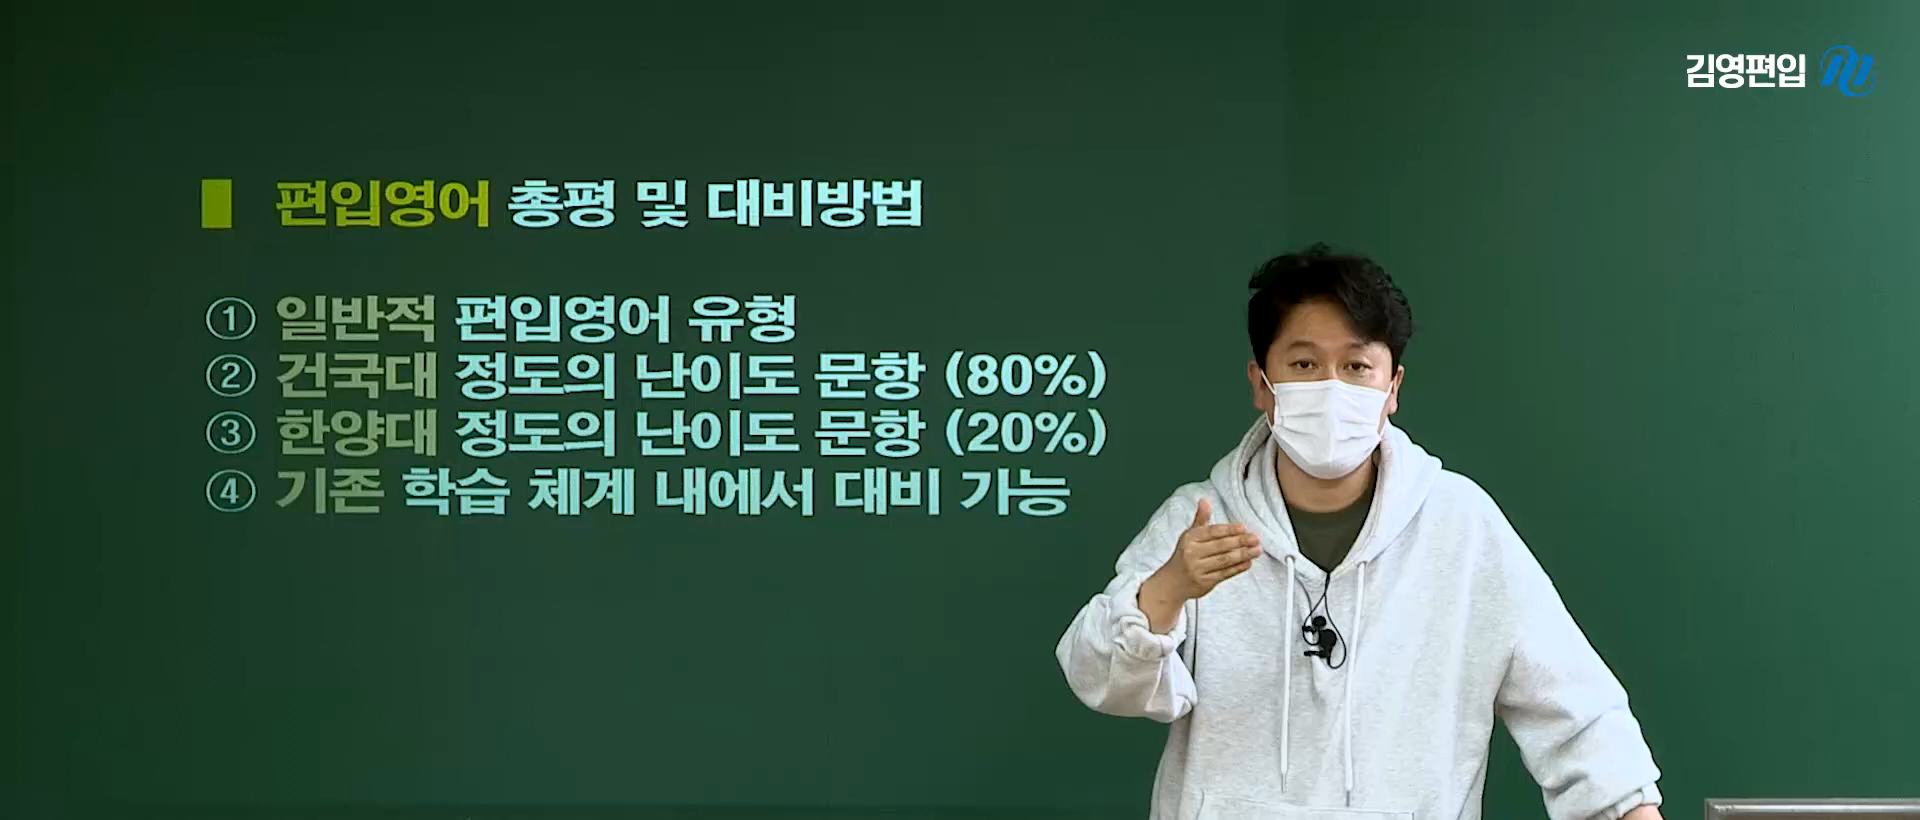 김영편입
편입영어 총평 및 대비방법
① 일반적 편입영어 유형
② 건국대 정도의 난이도 문항 (80%)
③ 한양대 정도의 난이도 문항 (20%)
④ 기존 학습 체계 내에서 대비 가능